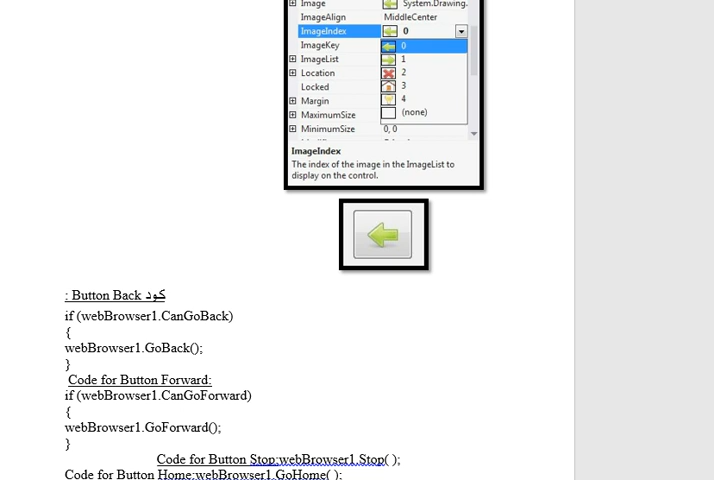 Image System.Drawing.
ImageAlign MiddleCenter
ImageIndex 0
ImageKey 0
ImageList 1
Location 2
Locked 3
Margin 4
MaximumSize (none)
MinimumSize 0, 0
ImageIndex
The index of the image in the ImageList to
display on the control.
: Button Back كود
if (webBrowser1.CanGoBack)
{
webBrowser1.GoBack();
}
Code for Button Forward:
if (webBrowser1.CanGoForward)
{
webBrowser1.GoForward();
}
Code for Button Stop:webBrowser1.Stop( );
Code for Button Home:webBrowser1.GoHome( );